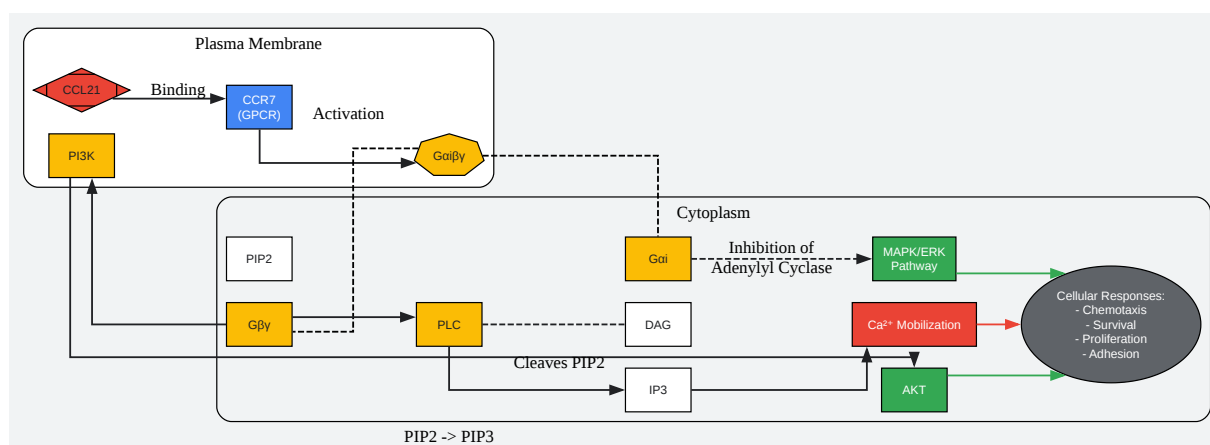 Plasma Membrane
CCL21
Binding
CCR7
(GPCR)
Activation
PI3K
Gαiβγ
Cytoplasm
PIP2
Gαi
Inhibition of
Adenylyl Cyclase
MAPK/ERK
Pathway
Gβγ
PLC
DAG
Ca²⁺ Mobilization
Cellular Responses:
- Chemotaxis
- Survival
- Proliferation
- Adhesion
Cleaves PIP2
IP3
AKT
PIP2 -> PIP3